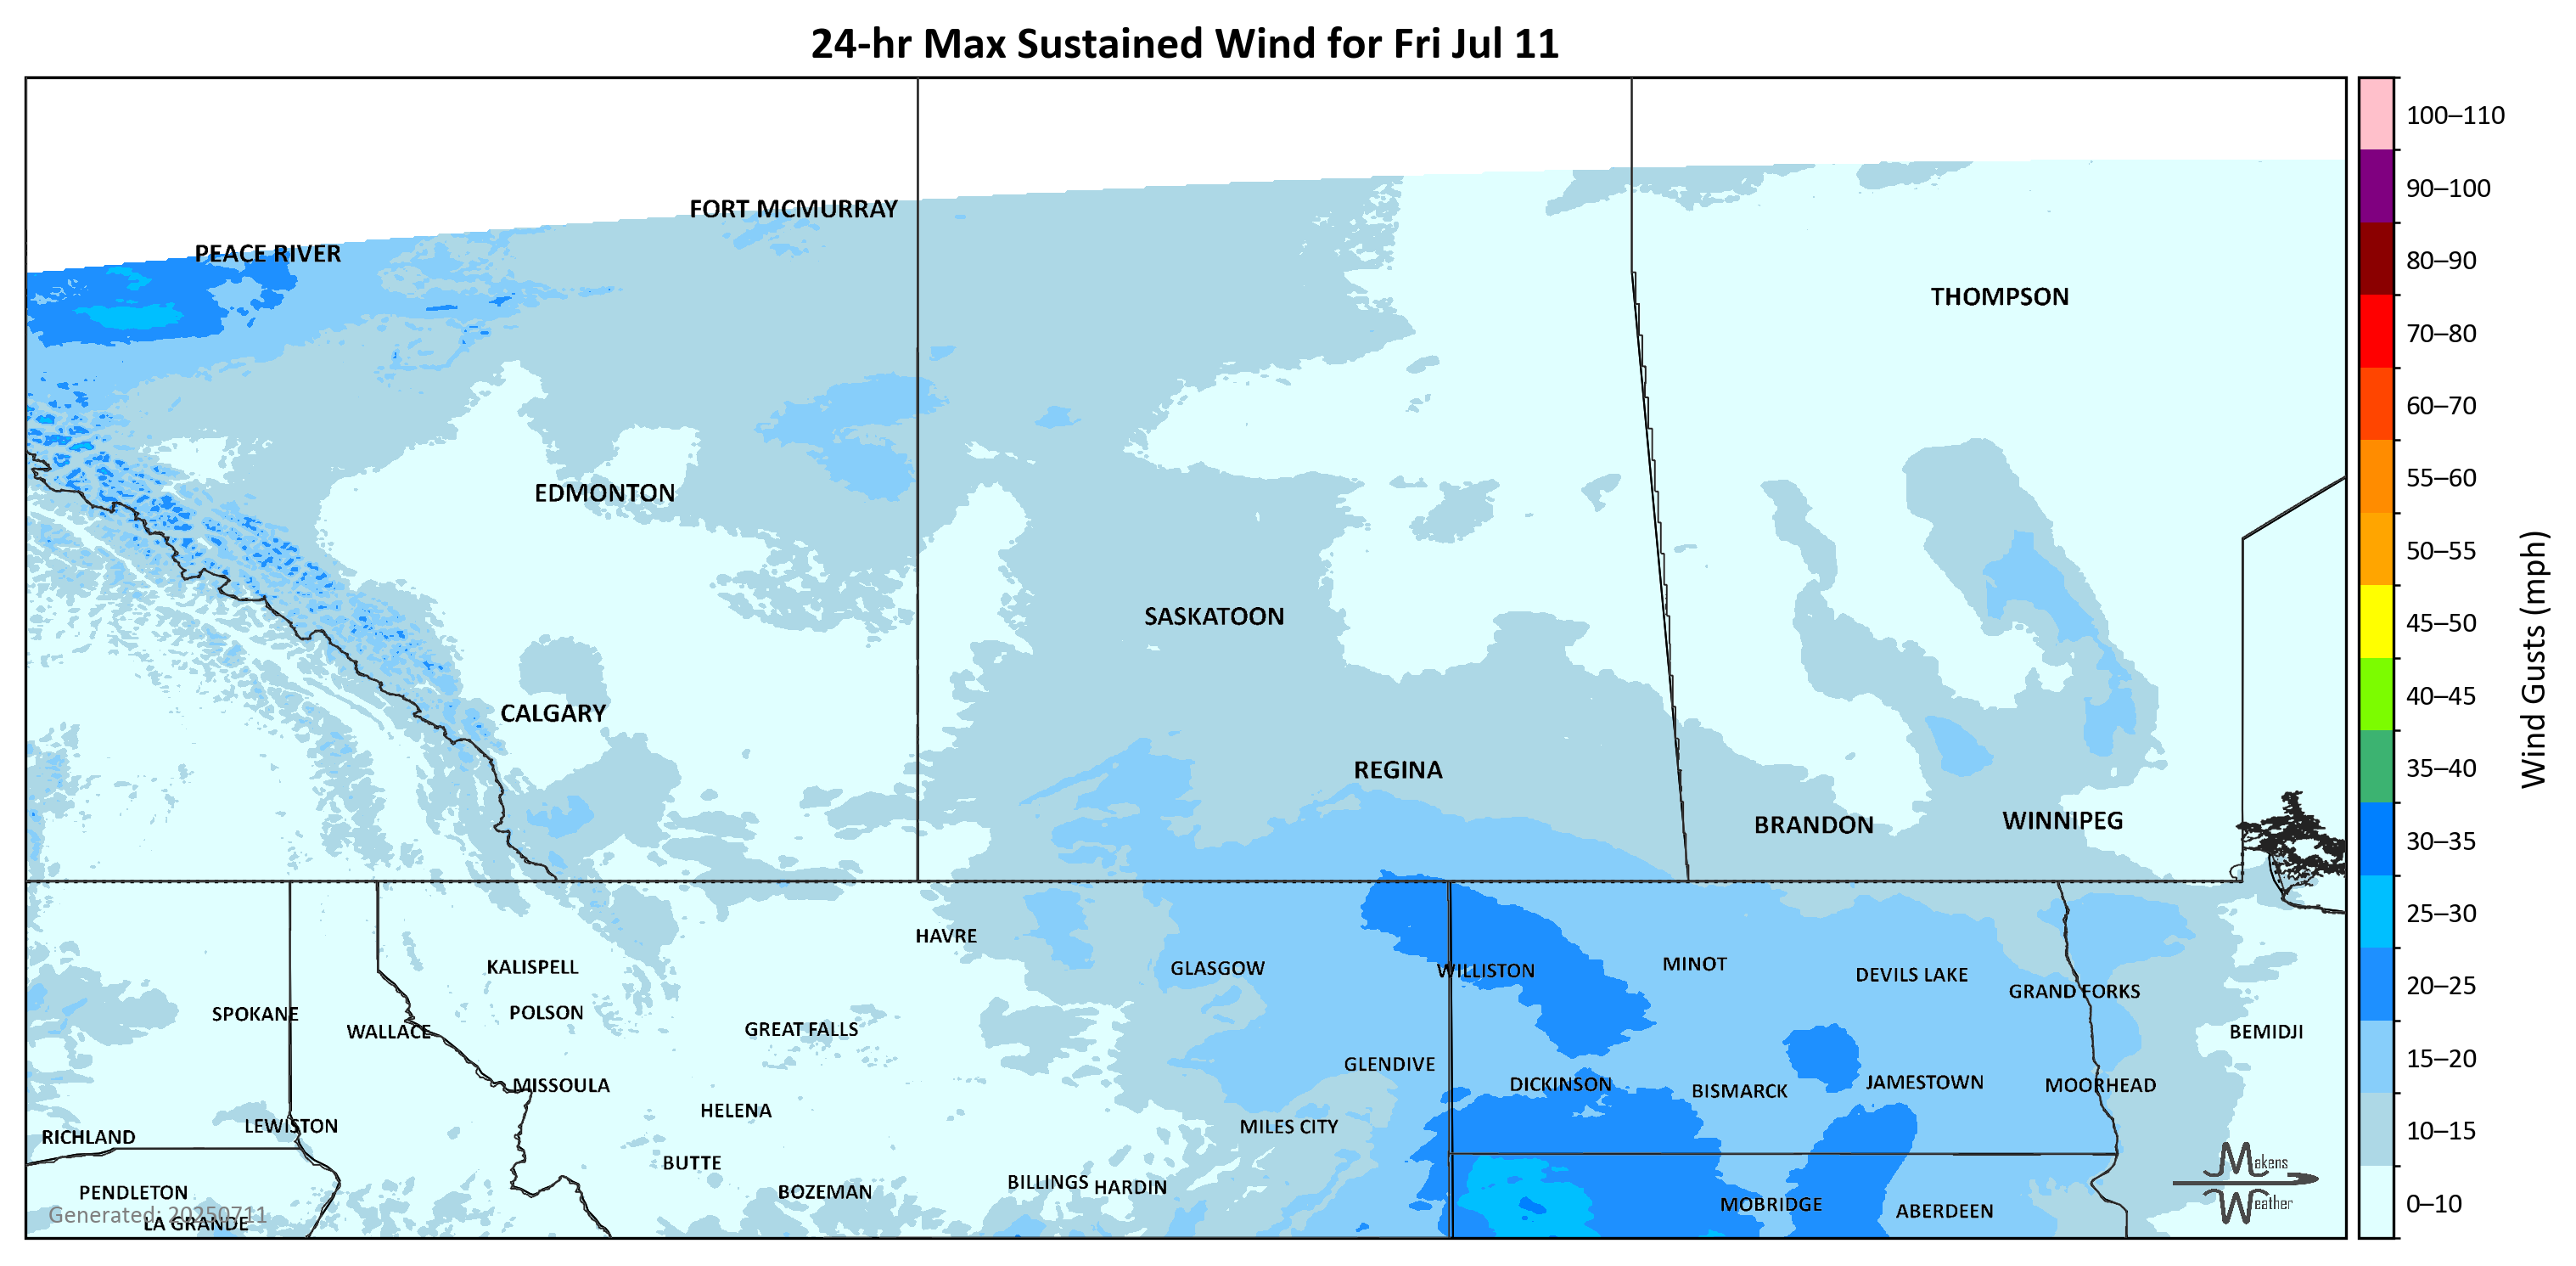 24-hr Max Sustained Wind for Fri Jul 11
FORT MCMURRAY
PEACE RIVER
THOMPSON
EDMONTON
SASKATOON
CALGARY
REGINA
BRANDON
WINNIPEG
HAVRE
KALISPELL
GLASGOW
WILLISTON
MINOT
DEVILS LAKE
GRAND FORKS
SPOKANE
POLSON
WALLACE
GREAT FALLS
BEMIDJI
GLENDIVE
MISSOULA
DICKINSON
BISMARCK
JAMESTOWN
MOORHEAD
HELENA
LEWISTON
MILES CITY
RICHLAND
BUTTE
BILLINGS
HARDIN
PENDLETON
BOZEMAN
MOBRIDGE
ABERDEEN
LA GRANDE
Generated: 20250711
Makens
Weather
100–110
90–100
80–90
70–80
60–70
55–60
50–55
45–50
40–45
35–40
30–35
25–30
20–25
15–20
10–15
0–10
Wind Gusts (mph)